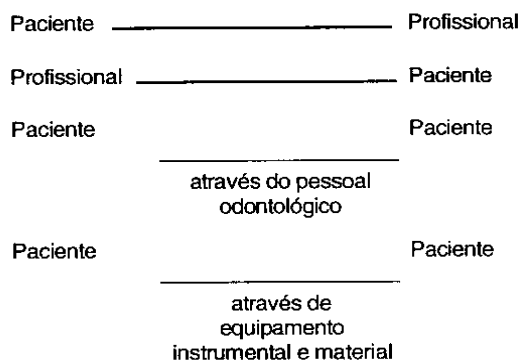 Paciente Profissional
Profissional Paciente
Paciente Paciente
através do pessoal
odontológico
Paciente Paciente
através de
equipamento
instrumental e material